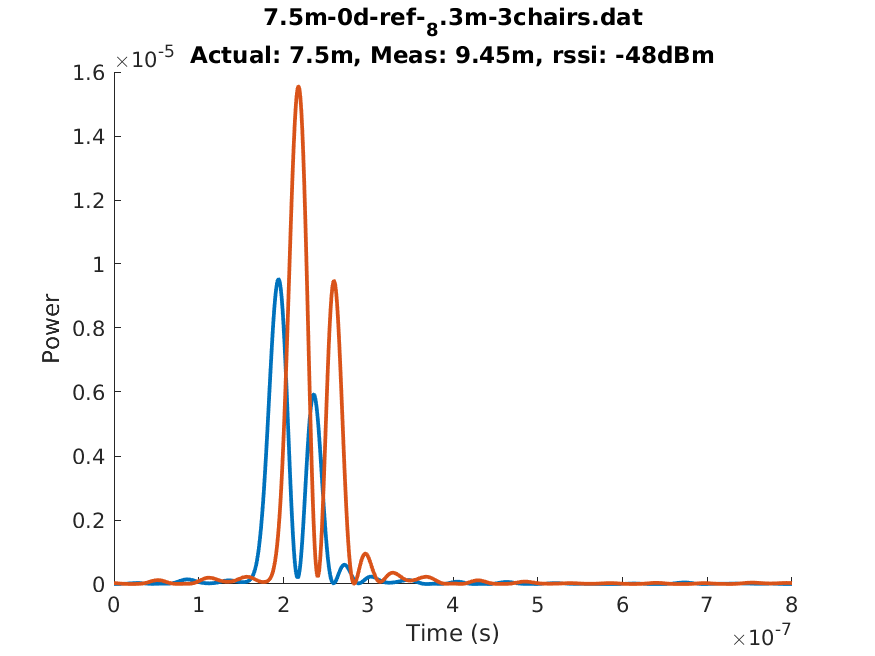 7.5m-0d-ref-₈.3m-3chairs.dat
Actual: 7.5m, Meas: 9.45m, rssi: -48dBm
×10⁻⁵
1.6
1.4
1.2
1
0.8
0.6
0.4
0.2
0
Power
0 1 2 3 4 5 6 7 8
Time (s)
×10⁻⁷